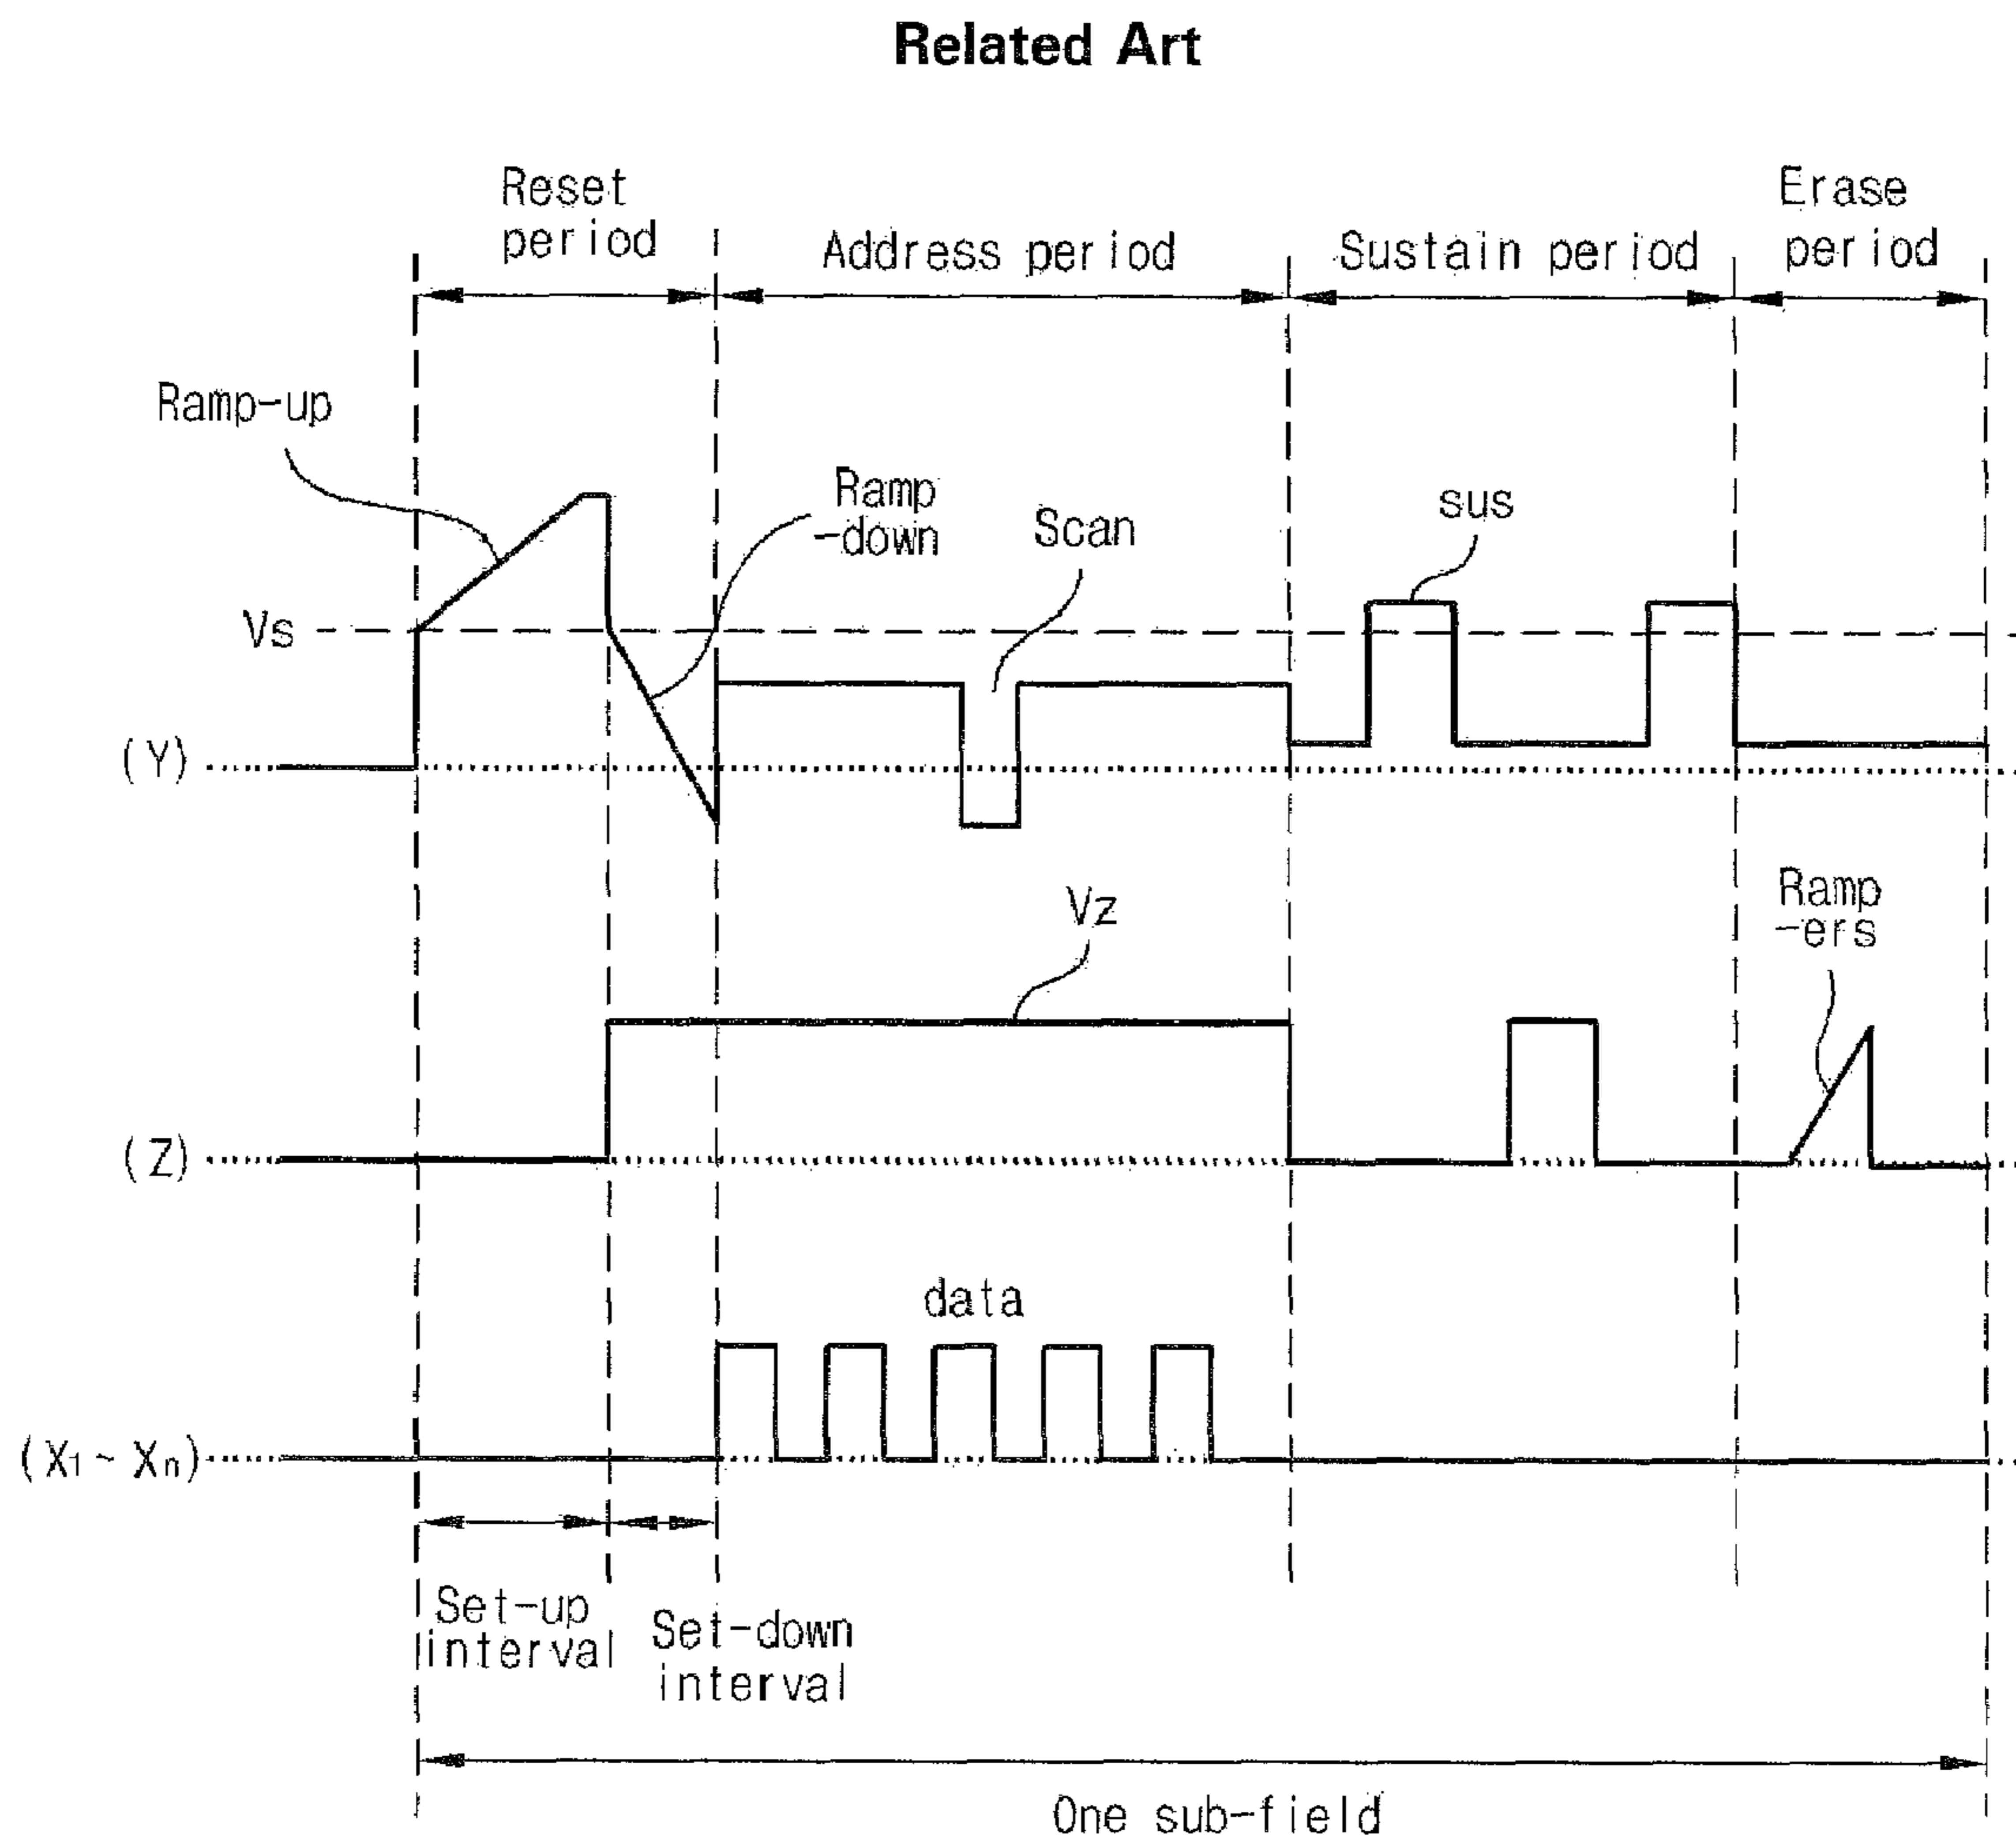 Related Art
Reset
period
Address period
Sustain period
Erase
period
Ramp-up
Ramp
-down
Scan
sus
Vs
(Y)
Vz
Ramp
-ers
(Z)
data
(X1 ~ Xn)
Set-up
interval
Set-down
interval
One sub-field